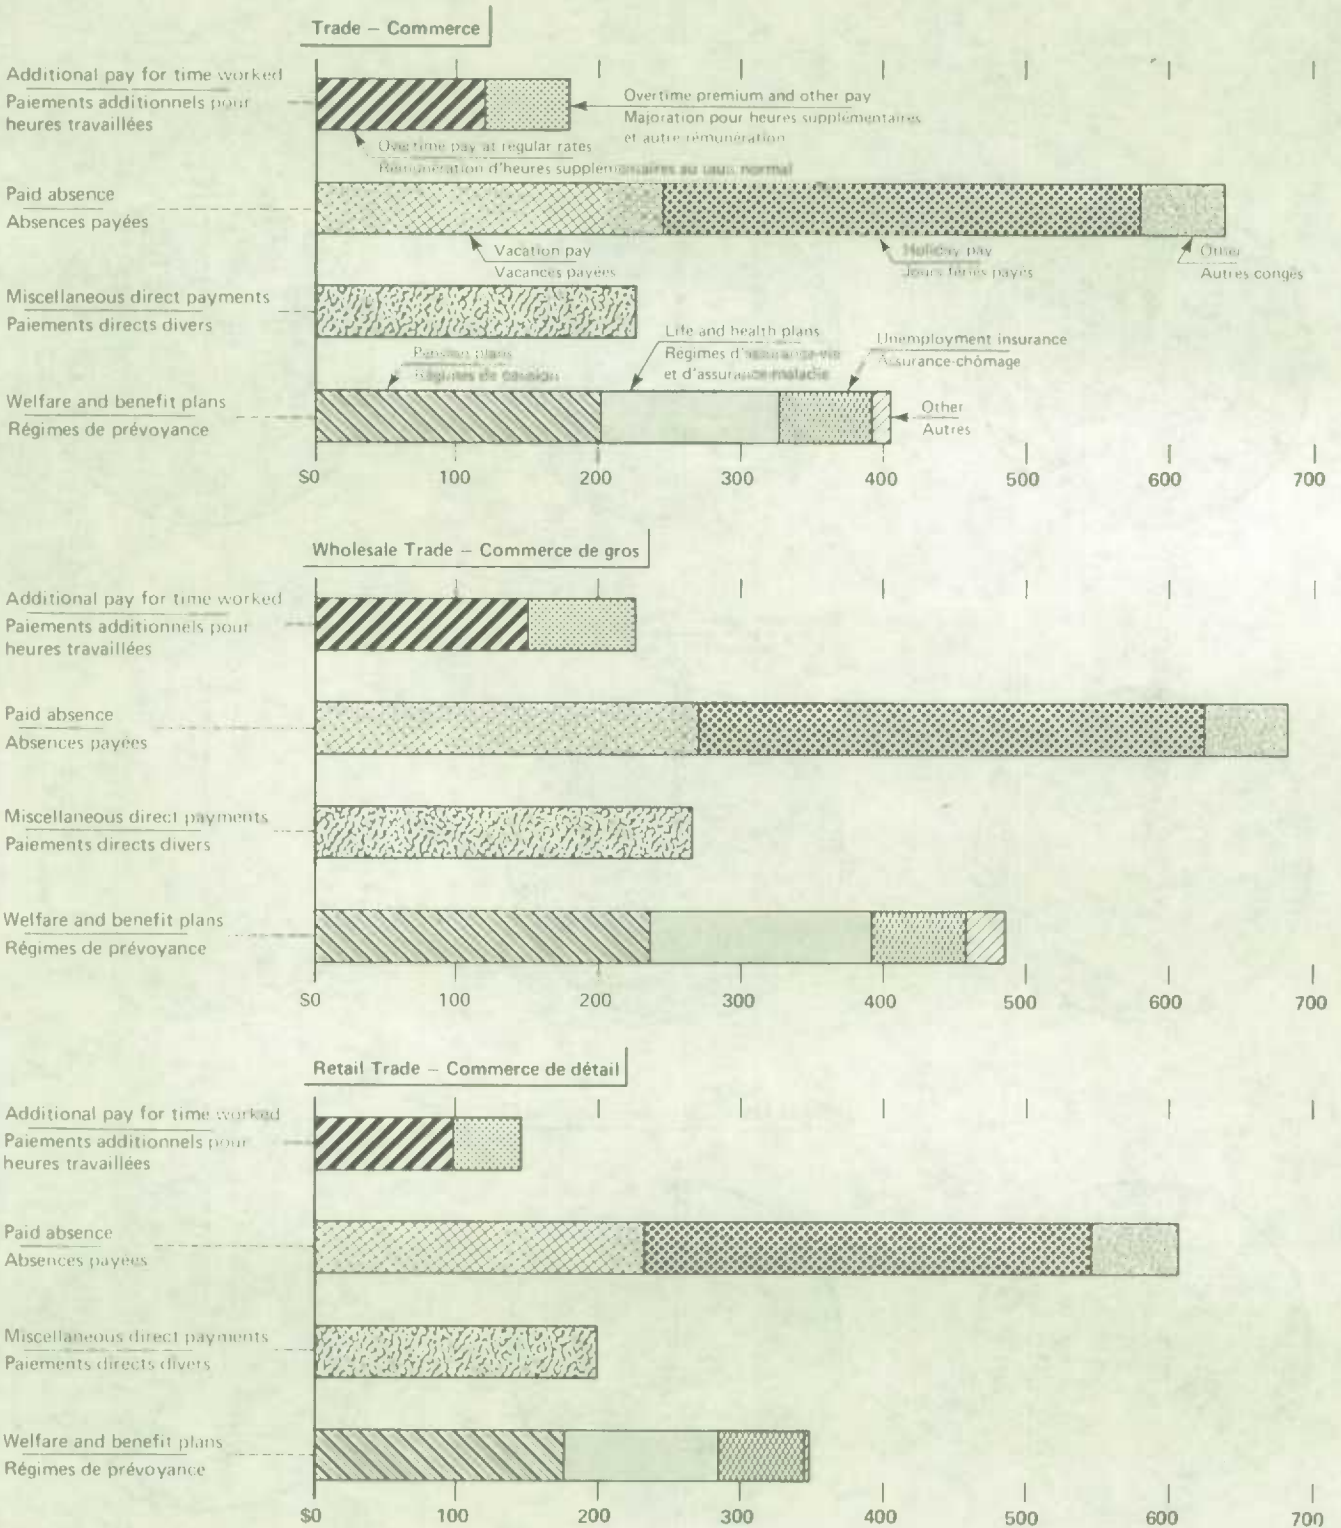 Trade – Commerce
Additional pay for time worked
Paiements additionnels pour
heures travaillées
Overtime premium and other pay
Majoration pour heures supplémentaires
et autre rémunération
Overtime pay at regular rates
Rémunération d'heures supplémentaires au taux normal
Paid absence
Absences payées
Vacation pay
Vacances payées
Holiday pay
Jours fériés payés
Other
Autres congés
Miscellaneous direct payments
Paiements directs divers
Pension plans
Régimes de pension
Life and health plans
Régimes d'assurance-vie
et d'assurance-maladie
Unemployment insurance
Assurance-chômage
Welfare and benefit plans
Régimes de prévoyance
Other
Autres
$0 100 200 300 400 500 600 700
Wholesale Trade – Commerce de gros
Additional pay for time worked
Paiements additionnels pour
heures travaillées
Paid absence
Absences payées
Miscellaneous direct payments
Paiements directs divers
Welfare and benefit plans
Régimes de prévoyance
$0 100 200 300 400 500 600 700
Retail Trade – Commerce de détail
Additional pay for time worked
Paiements additionnels pour
heures travaillées
Paid absence
Absences payées
Miscellaneous direct payments
Paiements directs divers
Welfare and benefit plans
Régimes de prévoyance
$0 100 200 300 400 500 600 700